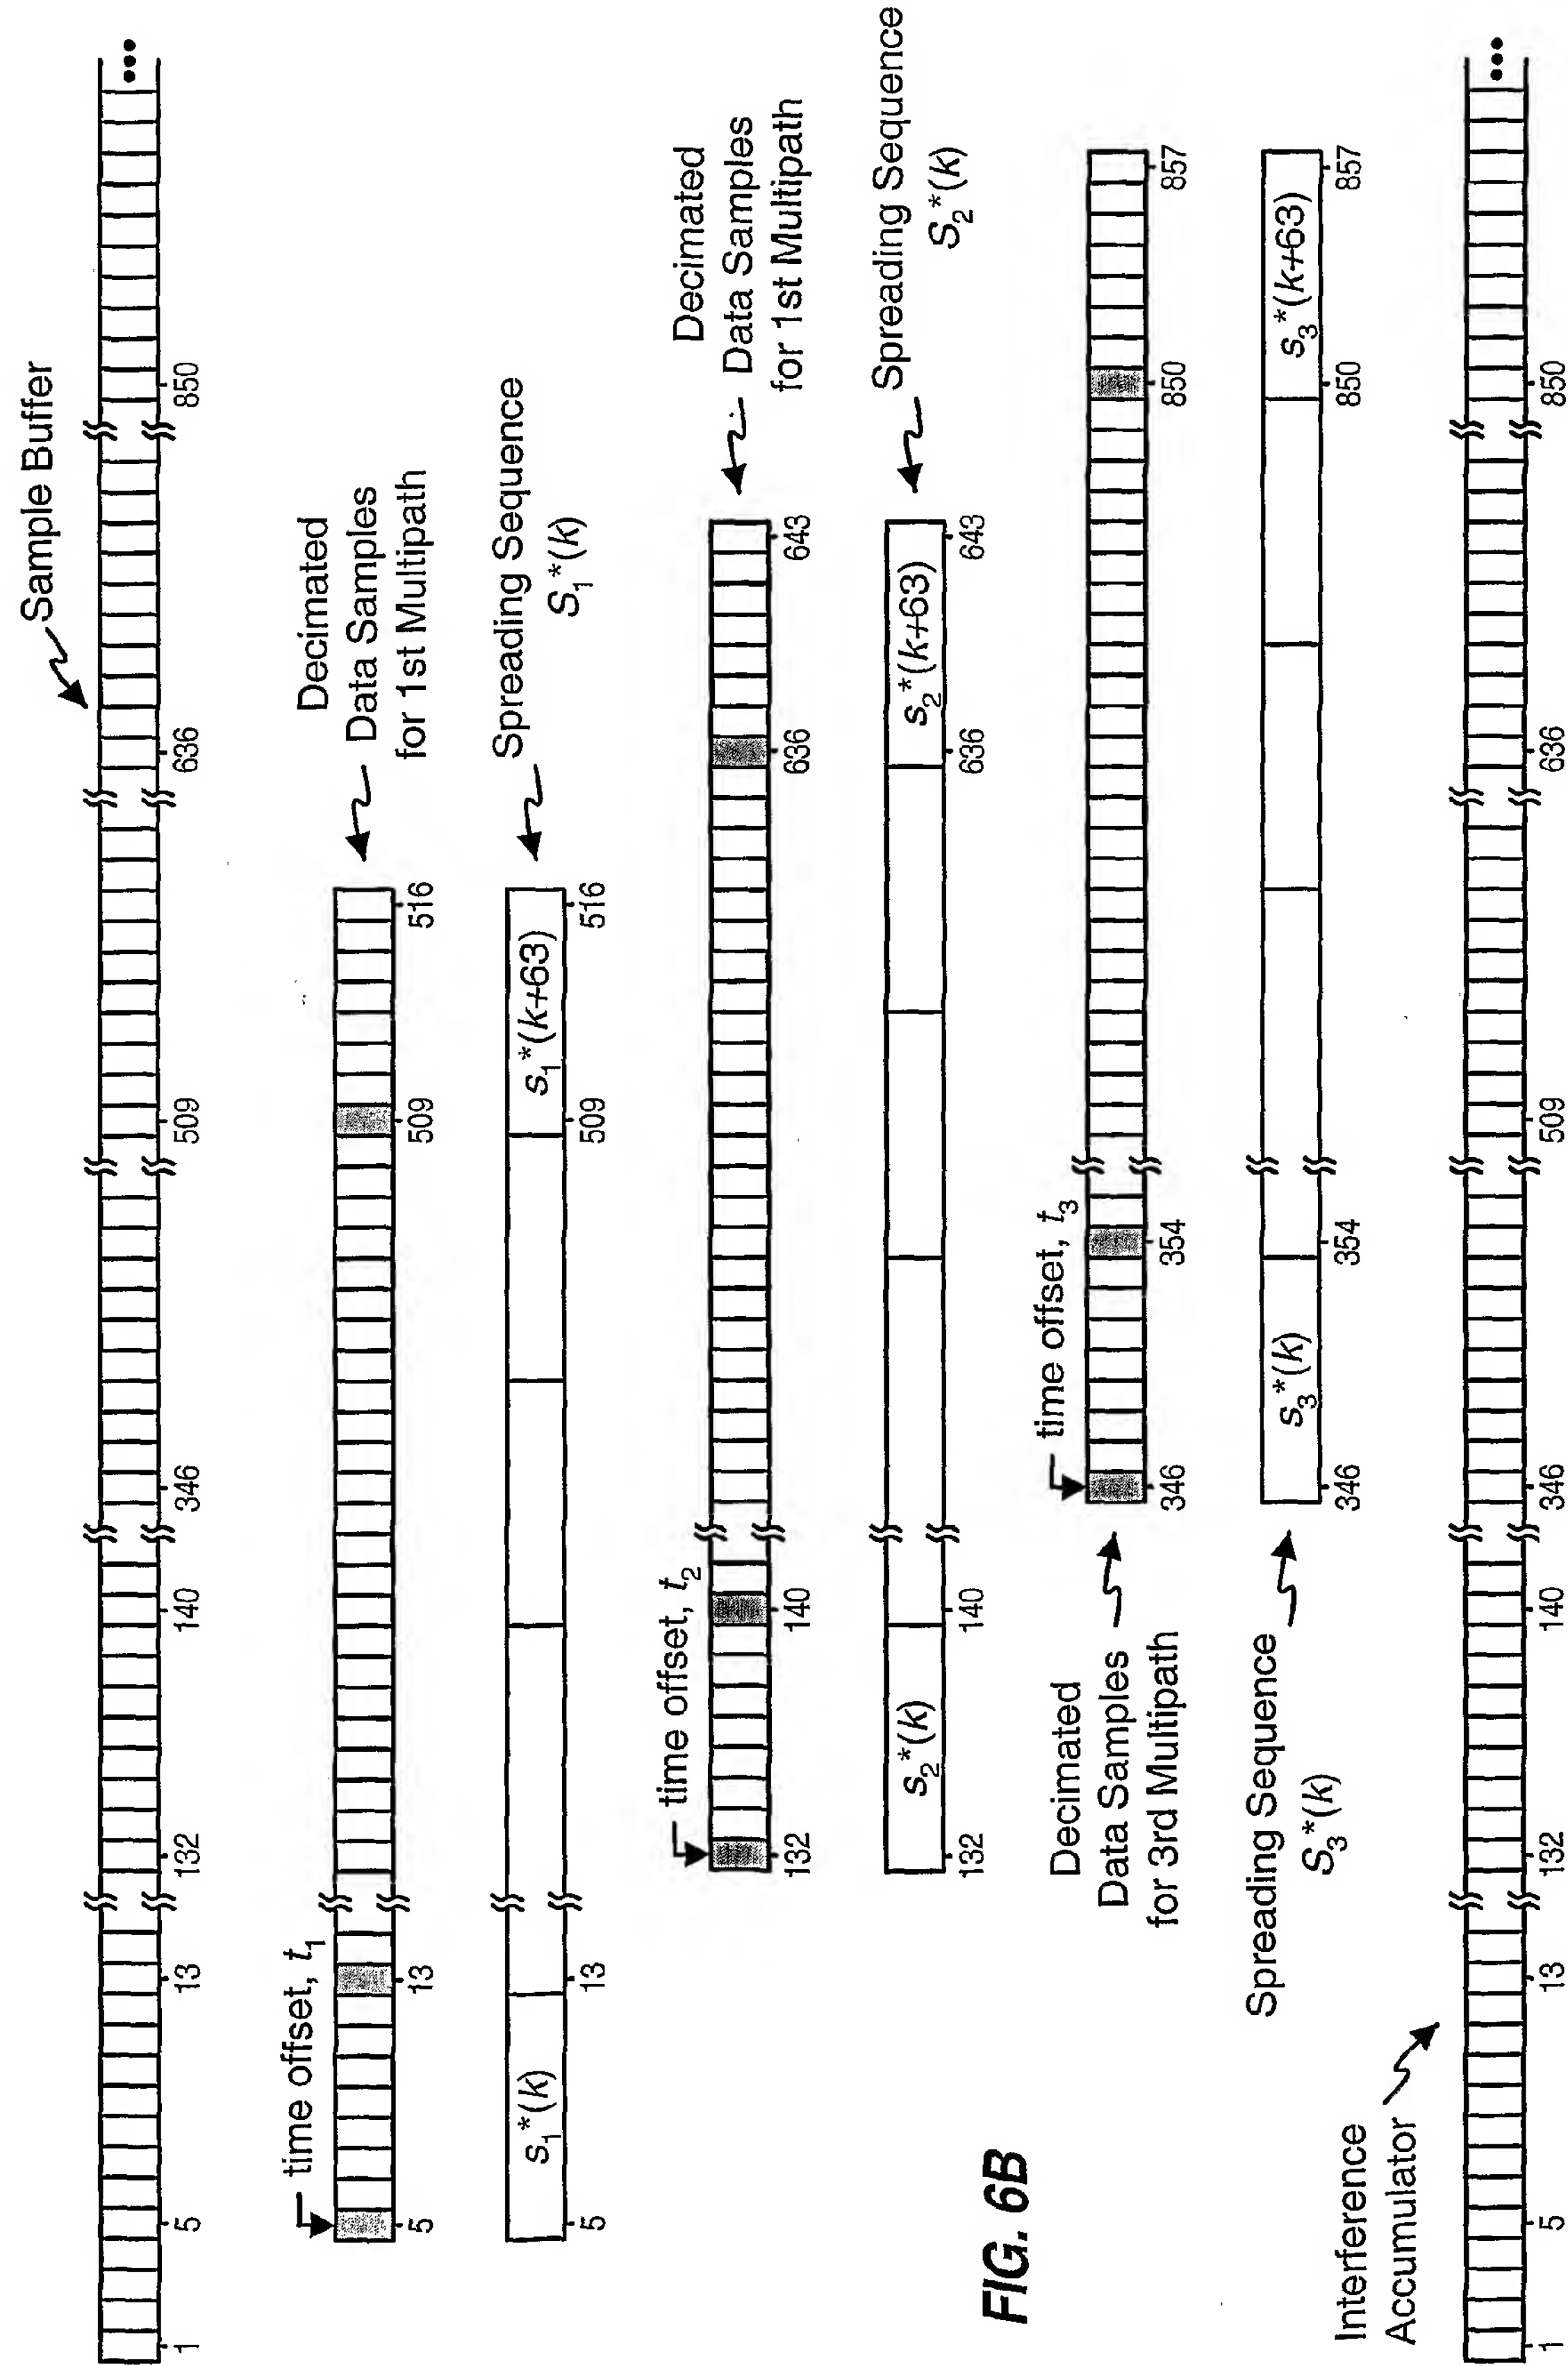 Sample Buffer
1 5 13 132 140 346 509 636 850
time offset, t₁
Decimated
Data Samples
for 1st Multipath
5 13 509 516
Spreading Sequence
S₁*(k)
s₁*(k) s₁*(k+63)
5 13 509 516
time offset, t₂
Decimated
Data Samples
for 1st Multipath
132 140 636 643
Spreading Sequence
S₂*(k)
s₂*(k) s₂*(k+63)
132 140 636 643
time offset, t₃
Decimated
Data Samples
for 3rd Multipath
346 354 850 857
Spreading Sequence
S₃*(k)
s₃*(k) s₃*(k+63)
346 354 850 857
Interference
Accumulator
1 5 13 132 140 346 509 636 850
FIG. 6B